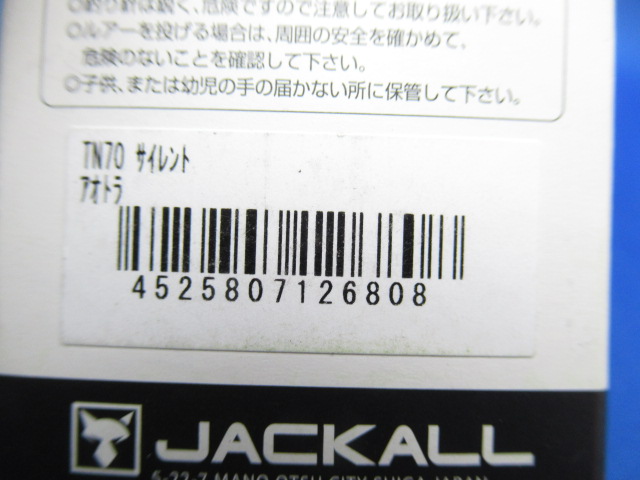 ◎釣り針は鋭く、危険ですので注意してお取り扱い下さい。
◎ルアーを投げる場合は、周囲の安全を確かめて、
危険のないことを確認して下さい。
◎子供、または幼児の手の届かない所に保管して下さい。
TN70 サイレント
アオトラ
4525807126808
JACKALL
5-22-7 MANO OTSU CITY SHIGA JAPAN